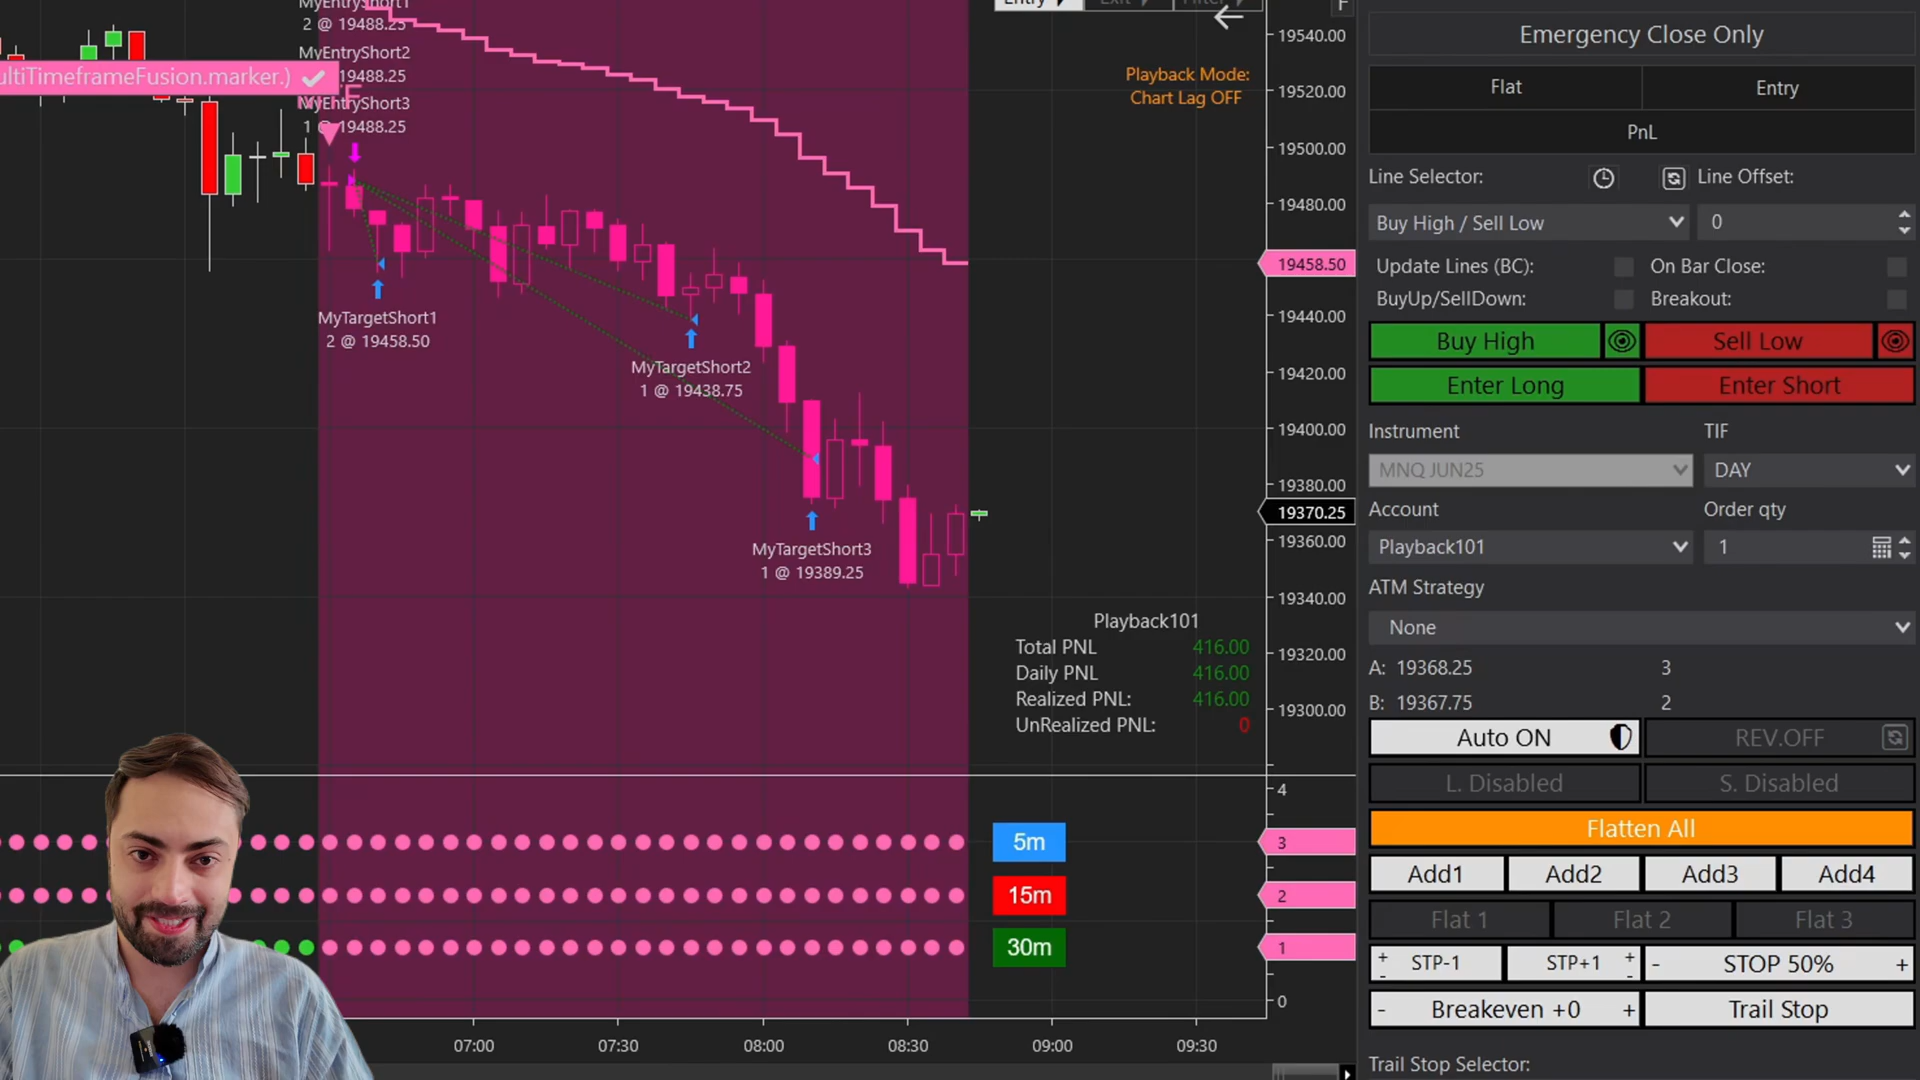 MyEntryShort1
2 @ 19488.25
MyEntryShort2
19488.25
ultiTimeframeFusion.marker.)
MyEntryShort3
1 @ 19488.25
MyTargetShort1
2 @ 19458.50
MyTargetShort2
1 @ 19438.75
MyTargetShort3
1 @ 19389.25
Entry
Exit
Filter
F
Playback Mode:
Chart Lag OFF
19540.00
19520.00
19500.00
19480.00
19458.50
19440.00
19420.00
19400.00
19380.00
19370.25
19360.00
19340.00
19320.00
19300.00
Playback101
Total PNL 416.00
Daily PNL 416.00
Realized PNL: 416.00
UnRealized PNL: 0
4
5m 3
15m 2
30m 1
0
07:00 07:30 08:00 08:30 09:00 09:30
Emergency Close Only
Flat Entry
PnL
Line Selector: Line Offset:
Buy High / Sell Low 0
Update Lines (BC): On Bar Close:
BuyUp/SellDown: Breakout:
Buy High Sell Low
Enter Long Enter Short
Instrument TIF
MNQ JUN25 DAY
Account Order qty
Playback101 1
ATM Strategy
None
A: 19368.25 3
B: 19367.75 2
Auto ON REV.OFF
L. Disabled S. Disabled
Flatten All
Add1 Add2 Add3 Add4
Flat 1 Flat 2 Flat 3
+ - STP-1 STP+1 + - - STOP 50% +
- Breakeven +0 + Trail Stop
Trail Stop Selector: